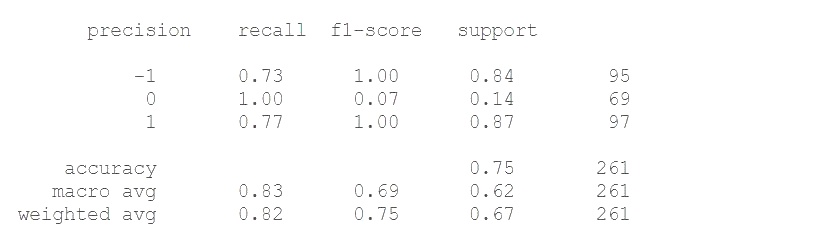 precision recall f1-score support
-1 0.73 1.00 0.84 95
0 1.00 0.07 0.14 69
1 0.77 1.00 0.87 97
accuracy 0.75 261
macro avg 0.83 0.69 0.62 261
weighted avg 0.82 0.75 0.67 261